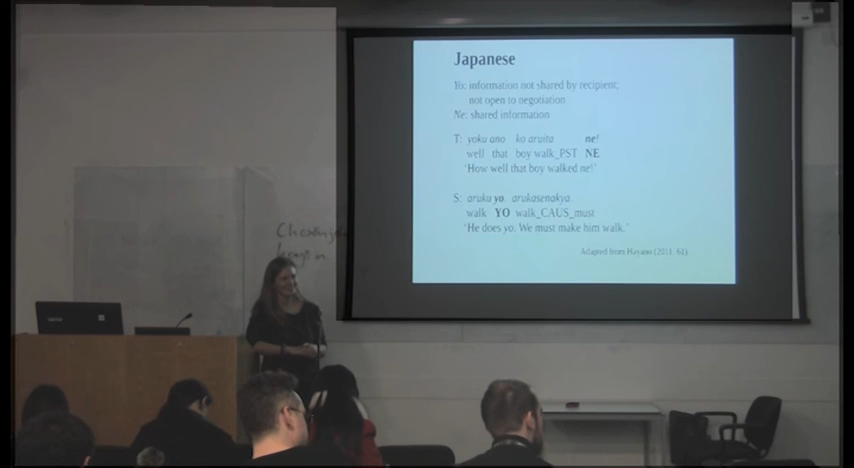 Japanese
Yo: information not shared by recipient;
not open to negotiation
Ne: shared information
T: yoku ano ko aruita ne!
well that boy walk_PST NE
'How well that boy walked ne!'
S: aruku yo. arukasenakya.
walk YO walk_CAUS_must
'He does yo. We must make him walk.'
Adapted from Hayano (2011: 61)